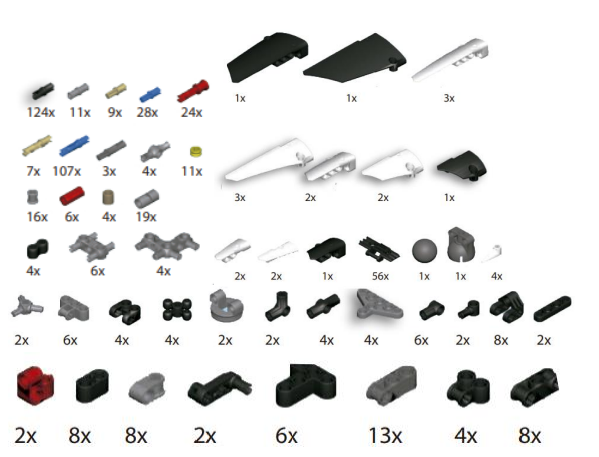 1x 1x 3x
124x 11x 9x 28x 24x
7x 107x 3x 4x 11x
3x 2x 2x 1x
16x 6x 4x 19x
4x 6x 4x
2x 2x 1x 56x 1x 1x 4x
2x 6x 4x 4x 2x 2x 4x 4x 6x 2x 8x 2x
2x 8x 8x 2x 6x 13x 4x 8x